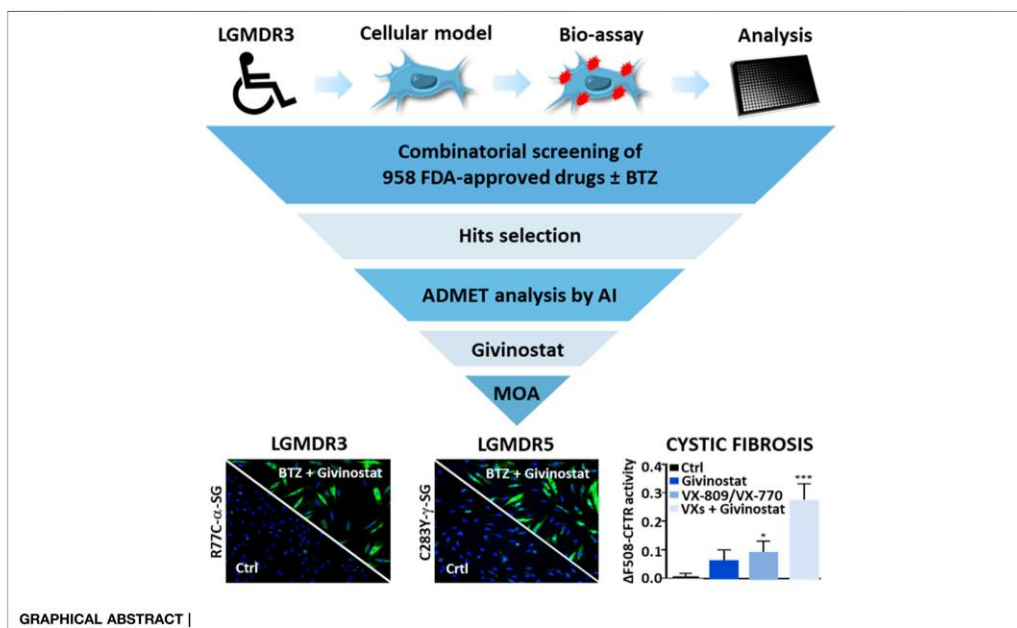 LGMDR3
Cellular model
Bio-assay
Analysis
Combinatorial screening of
958 FDA-approved drugs ± BTZ
Hits selection
ADMET analysis by AI
Givinostat
MOA
LGMDR3
R77C-α-SG
BTZ + Givinostat
Ctrl
LGMDR5
C283Y-γ-SG
BTZ + Givinostat
Crtl
CYSTIC FIBROSIS
ΔF508-CFTR activity
0.4
0.3
0.2
0.1
0.0
Ctrl
Givinostat
VX-809/VX-770
VXs + Givinostat
*
***
GRAPHICAL ABSTRACT |